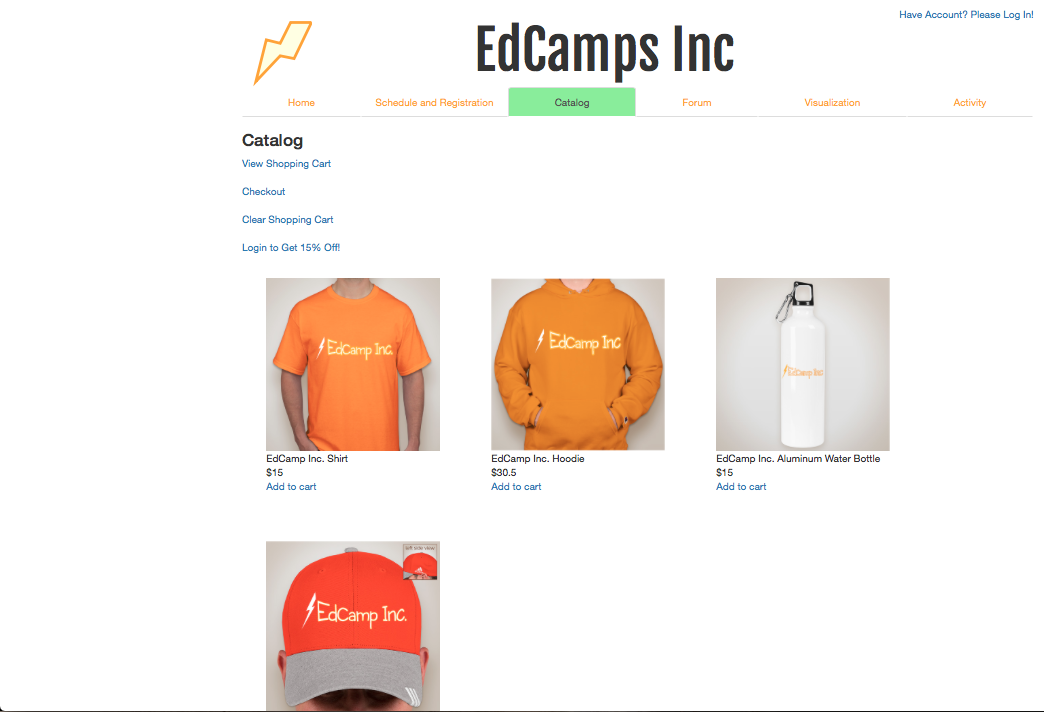 Have Account? Please Log In!
EdCamps Inc
Home Schedule and Registration Catalog Forum Visualization Activity
Catalog
View Shopping Cart
Checkout
Clear Shopping Cart
Login to Get 15% Off!
EdCamp Inc.
EdCamp Inc
EdCamp Inc
EdCamp Inc. Shirt
$15
Add to cart
EdCamp Inc. Hoodie
$30.5
Add to cart
EdCamp Inc. Aluminum Water Bottle
$15
Add to cart
left side view
EdCamp Inc.